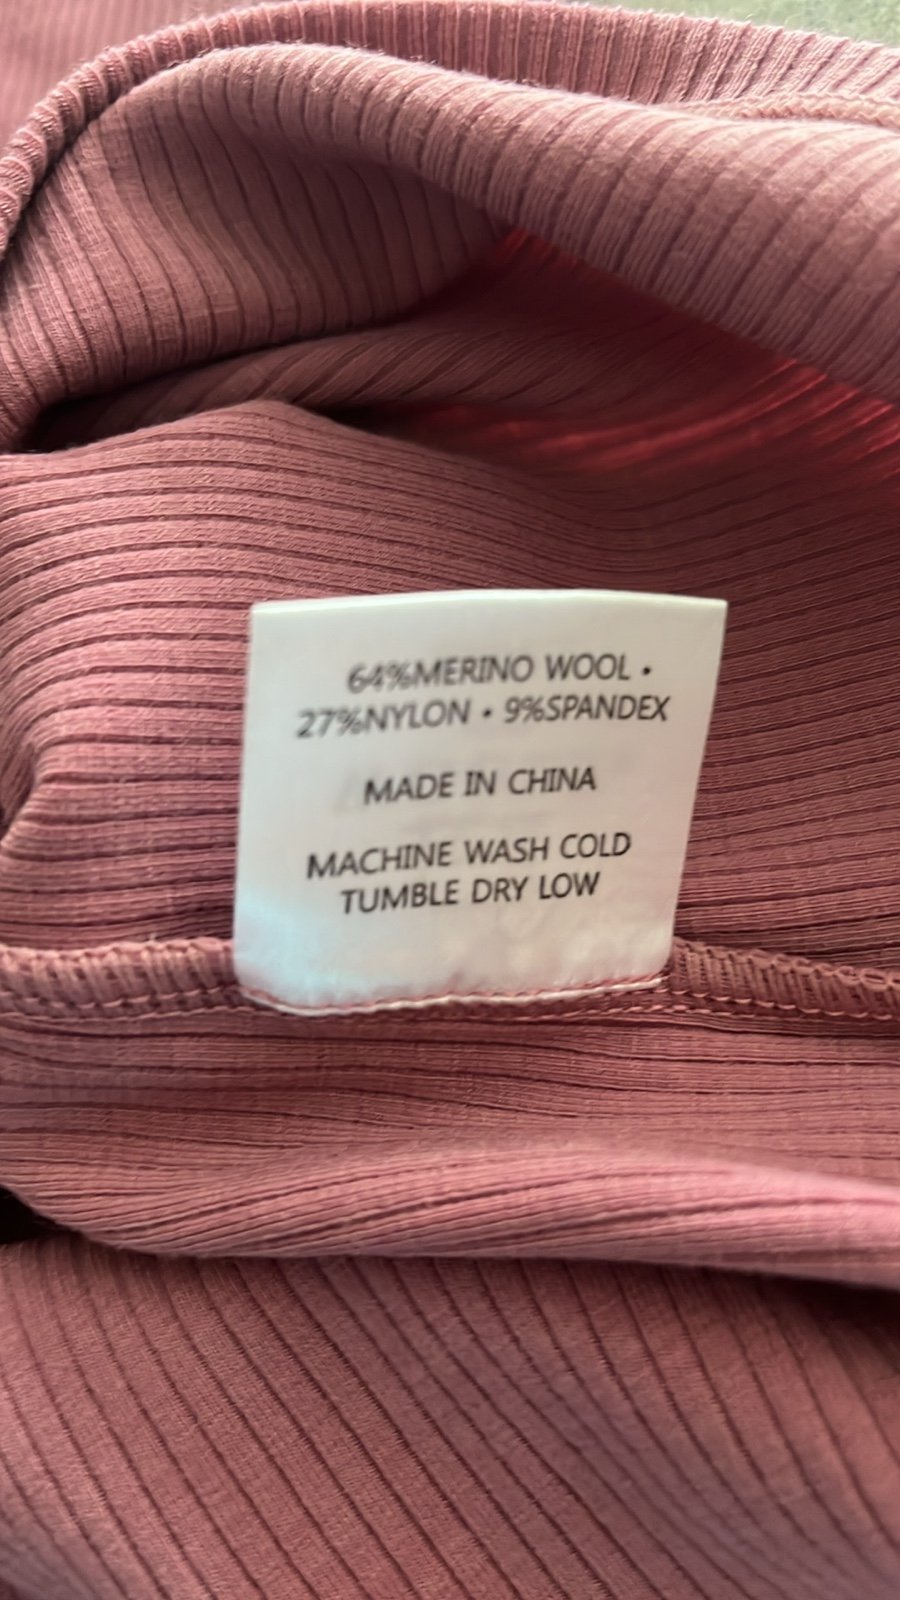 64%MERINO WOOL •
27%NYLON • 9%SPANDEX
MADE IN CHINA
MACHINE WASH COLD
TUMBLE DRY LOW